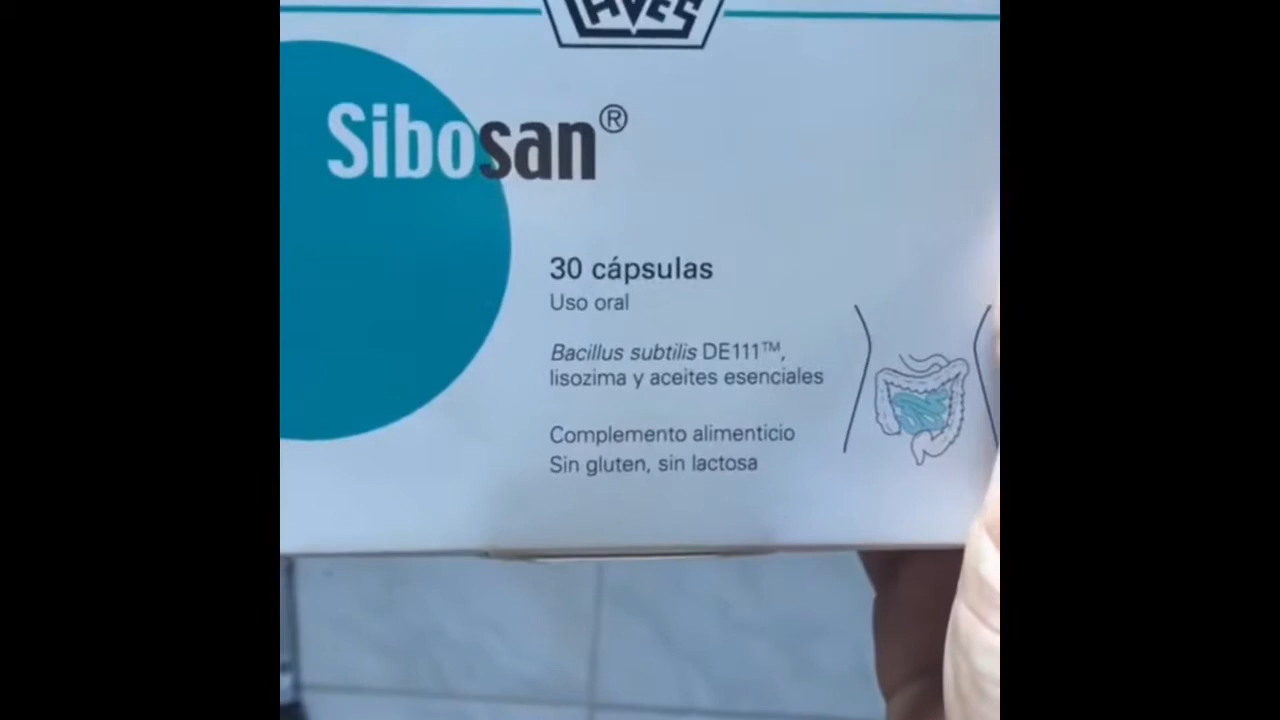 Sibosan®
30 cápsulas
Uso oral
Bacillus subtilis DE111™,
lisozima y aceites esenciales
Complemento alimenticio
Sin gluten, sin lactosa